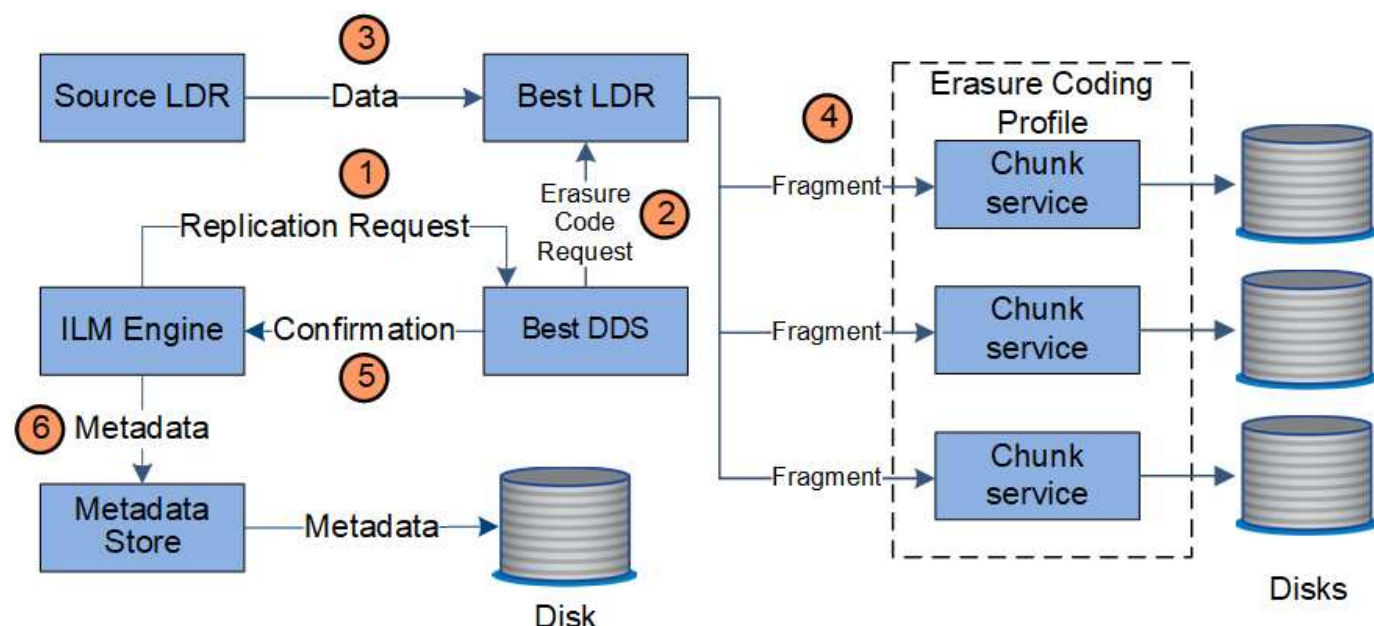 3
Source LDR
Data
Best LDR
Erasure Coding
Profile
4
1
Replication Request
Erasure
Code
Request
2
Fragment
Chunk
service
ILM Engine
Confirmation
5
Best DDS
Fragment
Chunk
service
6
Metadata
Fragment
Chunk
service
Metadata
Store
Metadata
Disk
Disks